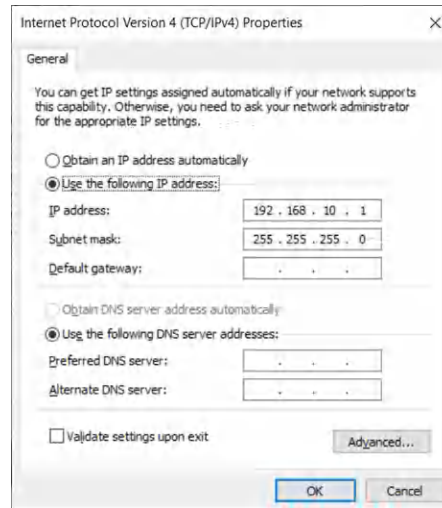 Internet Protocol Version 4 (TCP/IPv4) Properties
General
You can get IP settings assigned automatically if your network supports
this capability. Otherwise, you need to ask your network administrator
for the appropriate IP settings.
Obtain an IP address automatically
Use the following IP address:
IP address: 192 . 168 . 10 . 1
Subnet mask: 255 . 255 . 255 . 0
Default gateway: . . .
Obtain DNS server address automatically
Use the following DNS server addresses:
Preferred DNS server: . . .
Alternate DNS server: . . .
Validate settings upon exit
Advanced...
OK Cancel